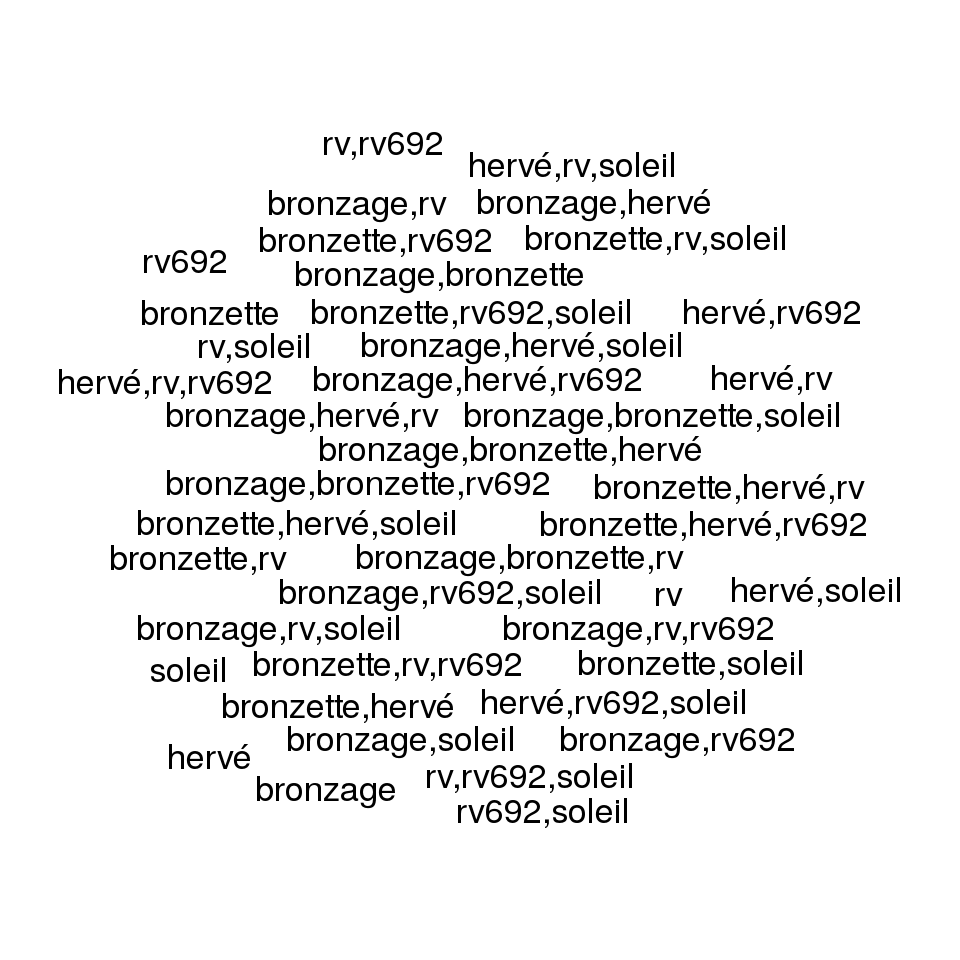 rv,rv692
hervé,rv,soleil
bronzage,rv
bronzage,hervé
bronzette,rv692
bronzette,rv,soleil
rv692
bronzage,bronzette
bronzette
bronzette,rv692,soleil
hervé,rv692
rv,soleil
bronzage,hervé,soleil
hervé,rv,rv692
bronzage,hervé,rv692
hervé,rv
bronzage,hervé,rv
bronzage,bronzette,soleil
bronzage,bronzette,hervé
bronzage,bronzette,rv692
bronzette,hervé,rv
bronzette,hervé,soleil
bronzette,hervé,rv692
bronzette,rv
bronzage,bronzette,rv
bronzage,rv692,soleil
rv
hervé,soleil
bronzage,rv,soleil
bronzage,rv,rv692
soleil
bronzette,rv,rv692
bronzette,soleil
bronzette,hervé
hervé,rv692,soleil
bronzage,soleil
bronzage,rv692
hervé
rv,rv692,soleil
bronzage
rv692,soleil